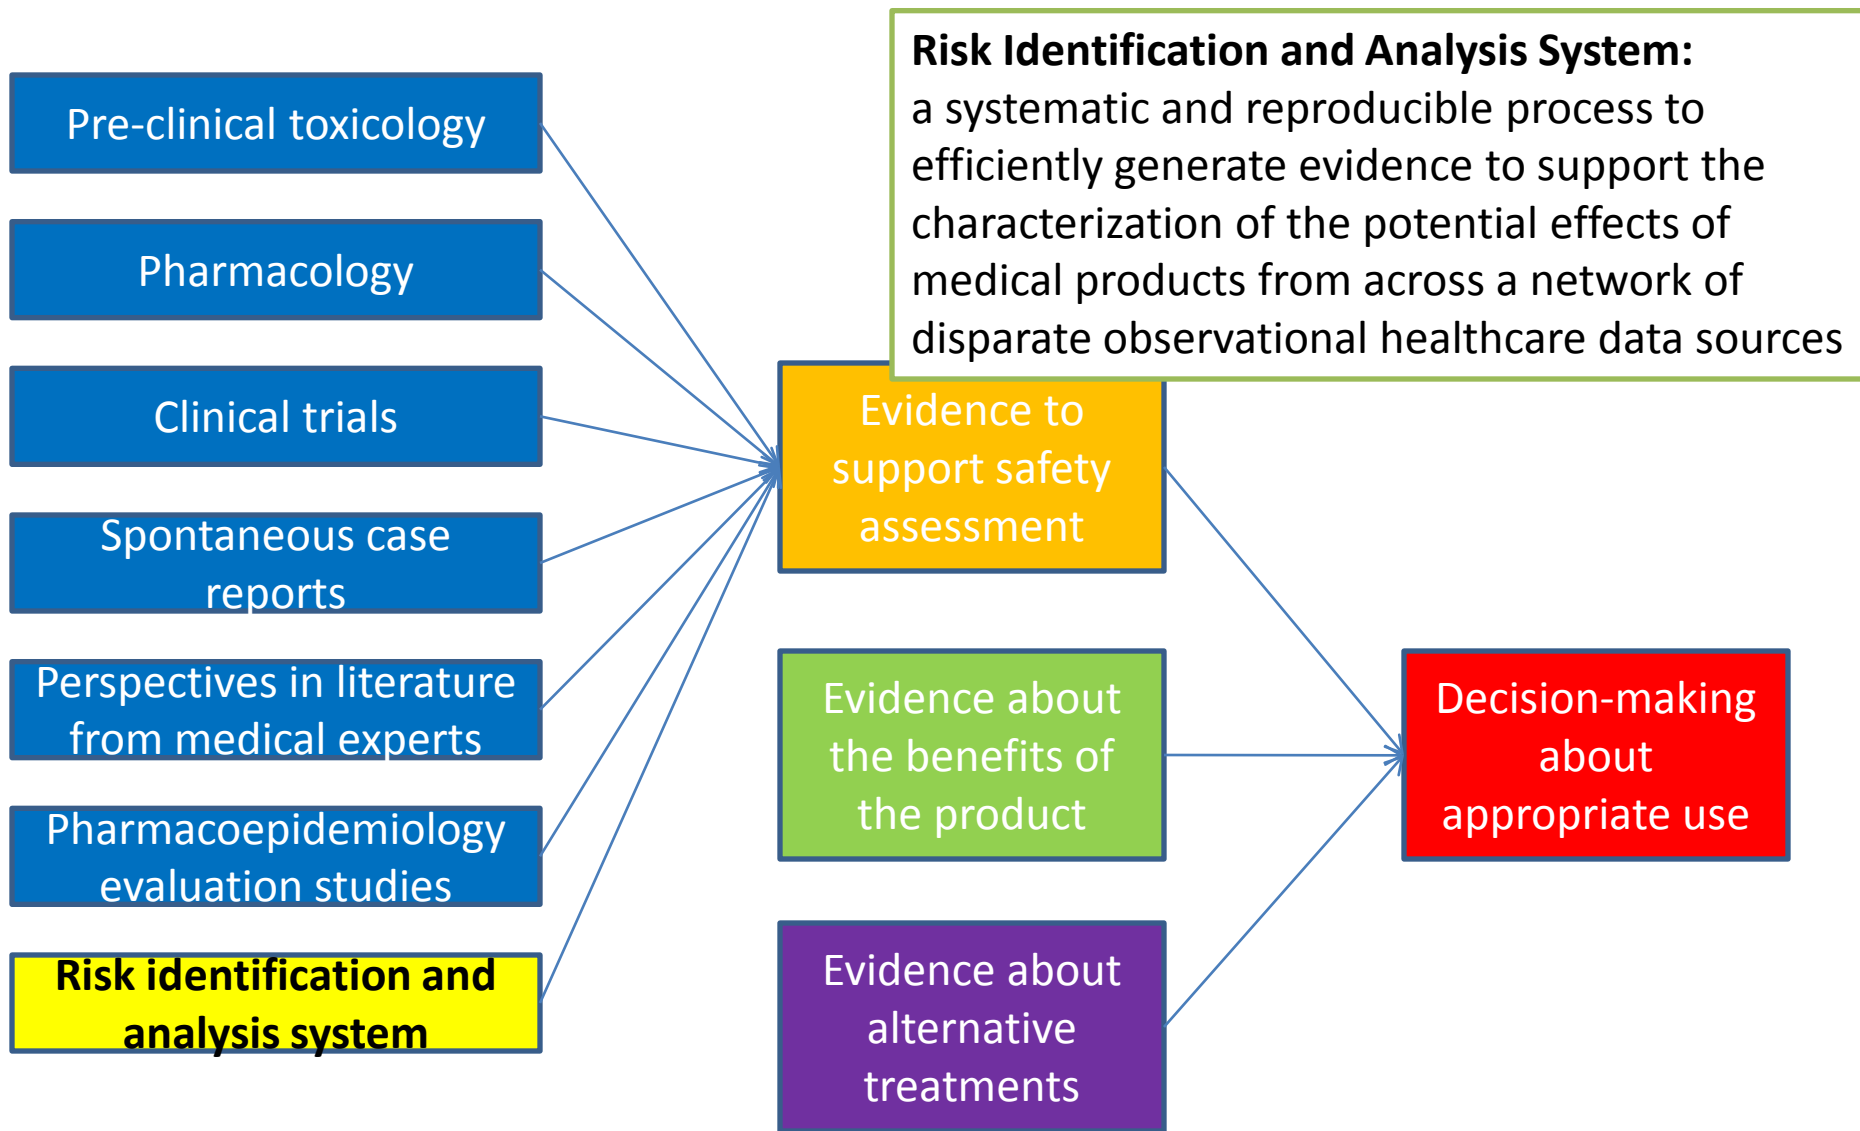 Risk Identification and Analysis System:
a systematic and reproducible process to
efficiently generate evidence to support the
characterization of the potential effects of
medical products from across a network of
disparate observational healthcare data sources
Pre-clinical toxicology
Pharmacology
Clinical trials
Spontaneous case
reports
Perspectives in literature
from medical experts
Pharmacoepidemiology
evaluation studies
Risk identification and
analysis system
Evidence to
support safety
assessment
Evidence about
the benefits of
the product
Evidence about
alternative
treatments
Decision-making
about
appropriate use